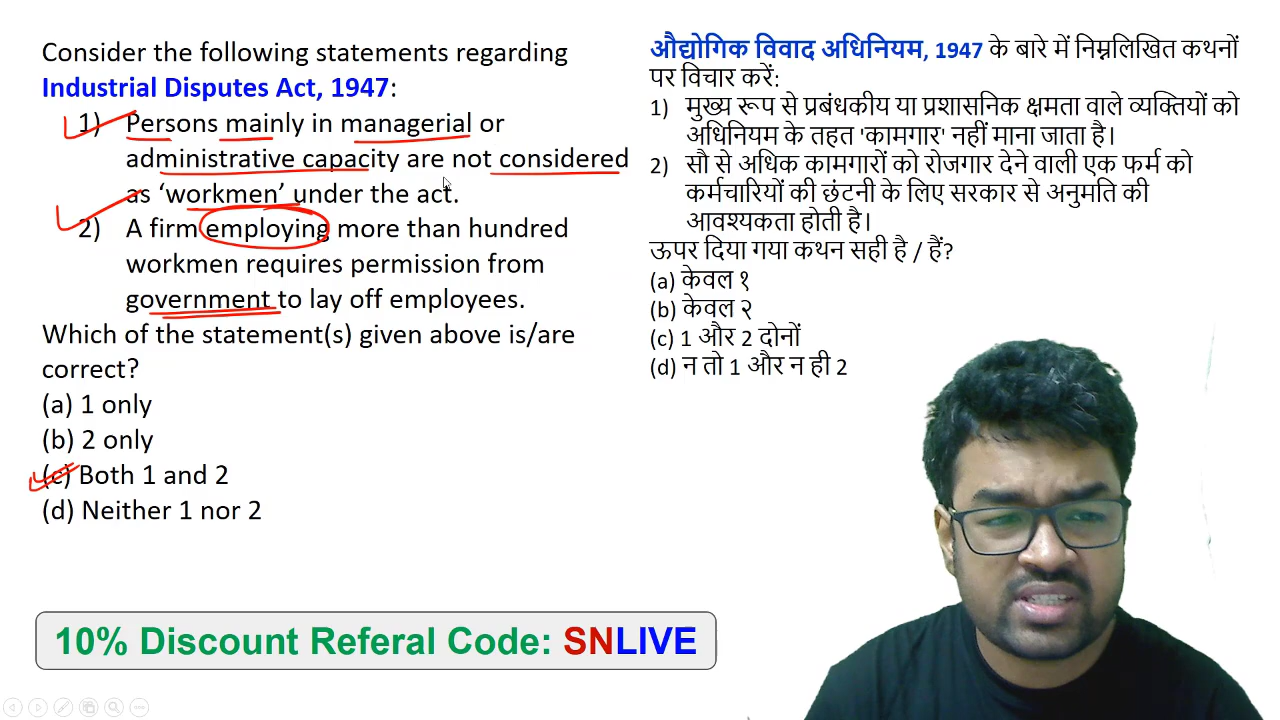 Consider the following statements regarding
Industrial Disputes Act, 1947:
1) Persons mainly in managerial or
administrative capacity are not considered
as ‘workmen’ under the act.
2) A firm employing more than hundred
workmen requires permission from
government to lay off employees.
Which of the statement(s) given above is/are
correct?
(a) 1 only
(b) 2 only
(c) Both 1 and 2
(d) Neither 1 nor 2
औद्योगिक विवाद अधिनियम, 1947 के बारे में निम्नलिखित कथनों
पर विचार करें:
1) मुख्य रूप से प्रबंधकीय या प्रशासनिक क्षमता वाले व्यक्तियों को
अधिनियम के तहत 'कामगार' नहीं माना जाता है।
2) सौ से अधिक कामगारों को रोजगार देने वाली एक फर्म को
कर्मचारियों की छंटनी के लिए सरकार से अनुमति की
आवश्यकता होती है।
ऊपर दिया गया कथन सही है / हैं?
(a) केवल १
(b) केवल २
(c) 1 और 2 दोनों
(d) न तो 1 और न ही 2
10% Discount Referal Code: SNLIVE